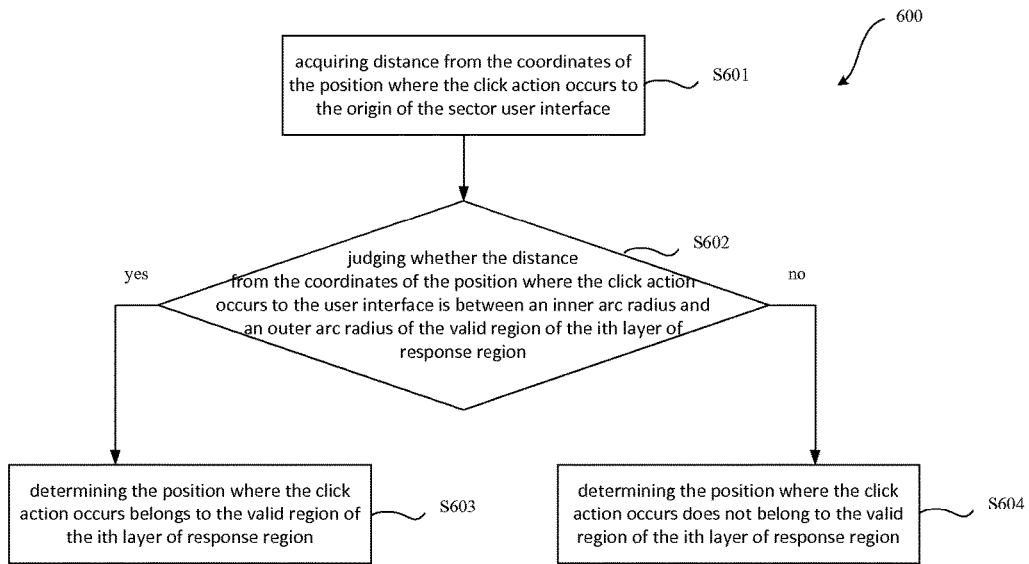 600
acquiring distance from the coordinates of
the position where the click action occurs to
the origin of the sector user interface
S601
judging whether the distance
from the coordinates of the position where the click action
occurs to the user interface is between an inner arc radius and
an outer arc radius of the valid region of the ith layer of
response region
S602
yes
no
determining the position where the click
action occurs belongs to the valid region of
the ith layer of response region
S603
determining the position where the click
action occurs does not belong to the valid
region of the ith layer of response region
S604